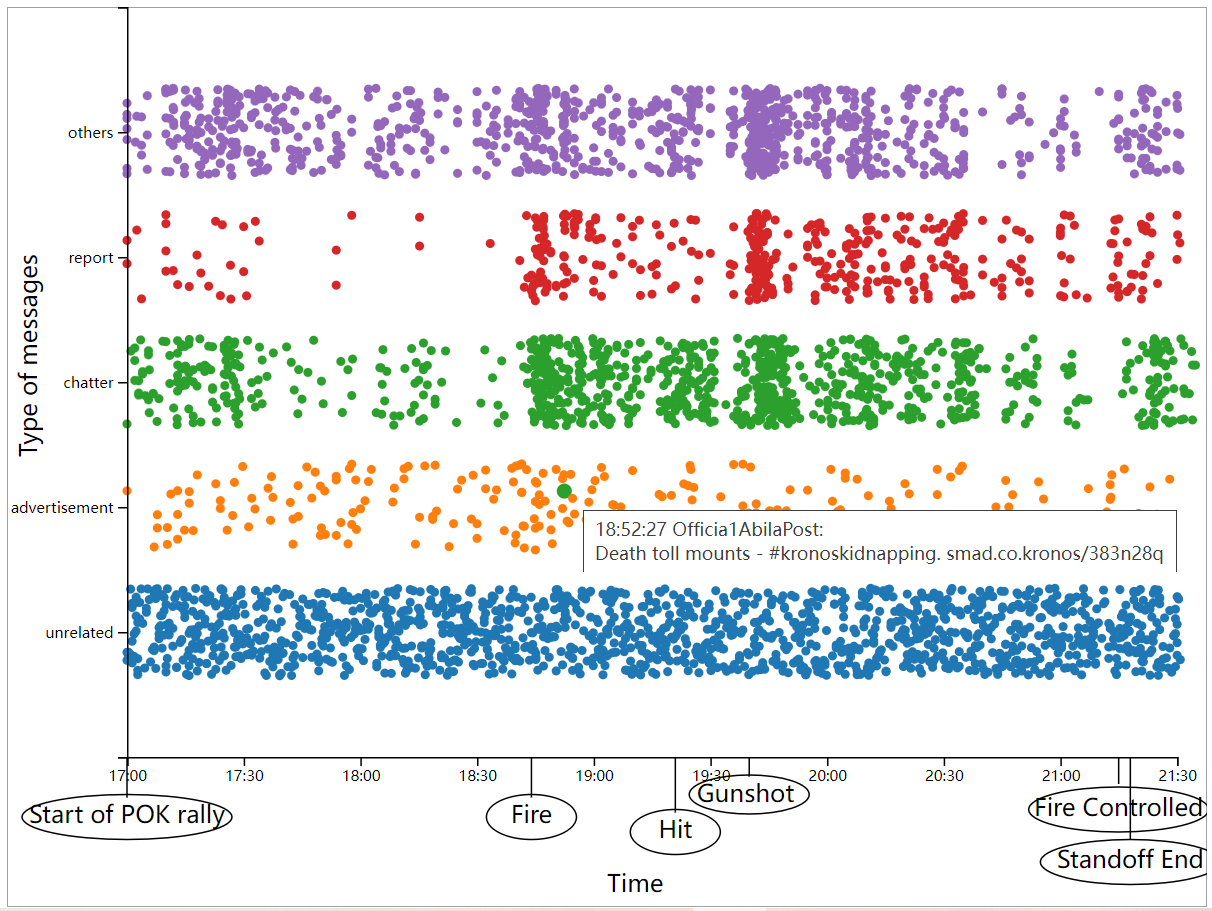 others
report
chatter
advertisement
unrelated
Type of messages
18:52:27 Officia1AbilaPost:
Death toll mounts - #kronoskidnapping. smad.co.kronos/383n28q
17:00 17:30 18:00 18:30 19:00 19:30 20:00 20:30 21:00 21:30
Start of POK rally
Fire
Hit
Gunshot
Fire Controlled
Standoff End
Time